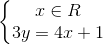 x ∈ R
3y = 4x + 1